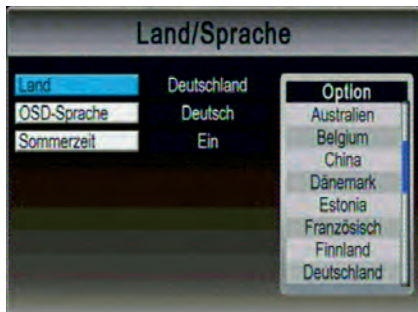 Land/Sprache
Land Deutschland
OSD-Sprache Deutsch
Sommerzeit Ein
Option
Australien
Belgium
China
Dänemark
Estonia
Französisch
Finnland
Deutschland